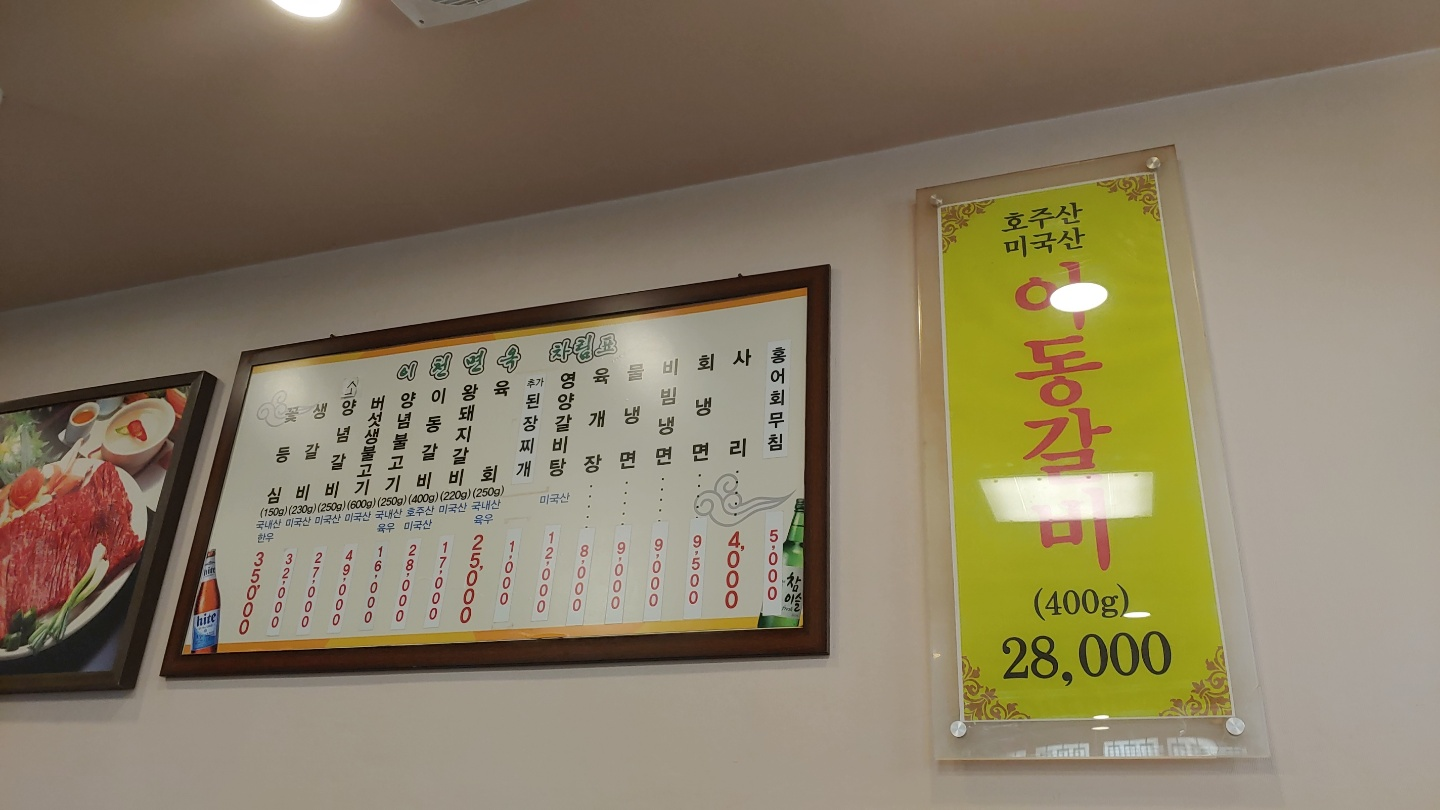 이천면옥 차림표
꽃등심 (150g) 국내산 한우 35000
생갈비 (230g) 미국산 32,000
소양념갈비 (250g) 미국산 27,000
버섯생불고기 (600g) 미국산 49,000
양념불고기 (250g) 국내산 육우 16,000
이동갈비 (400g) 호주산 미국산 28,000
왕돼지갈비 (220g) 미국산 17,000
육회 (250g) 국내산 육우 25,000
추가 된장찌개 1,000
영양갈비탕 미국산 12,000
육개장 8,000
물냉면 9,000
비빔냉면 9,000
회냉면 9,500
사리 4,000
홍어회무침 5,000
hite
참이슬
호주산
미국산
이동갈비
(400g)
28,000